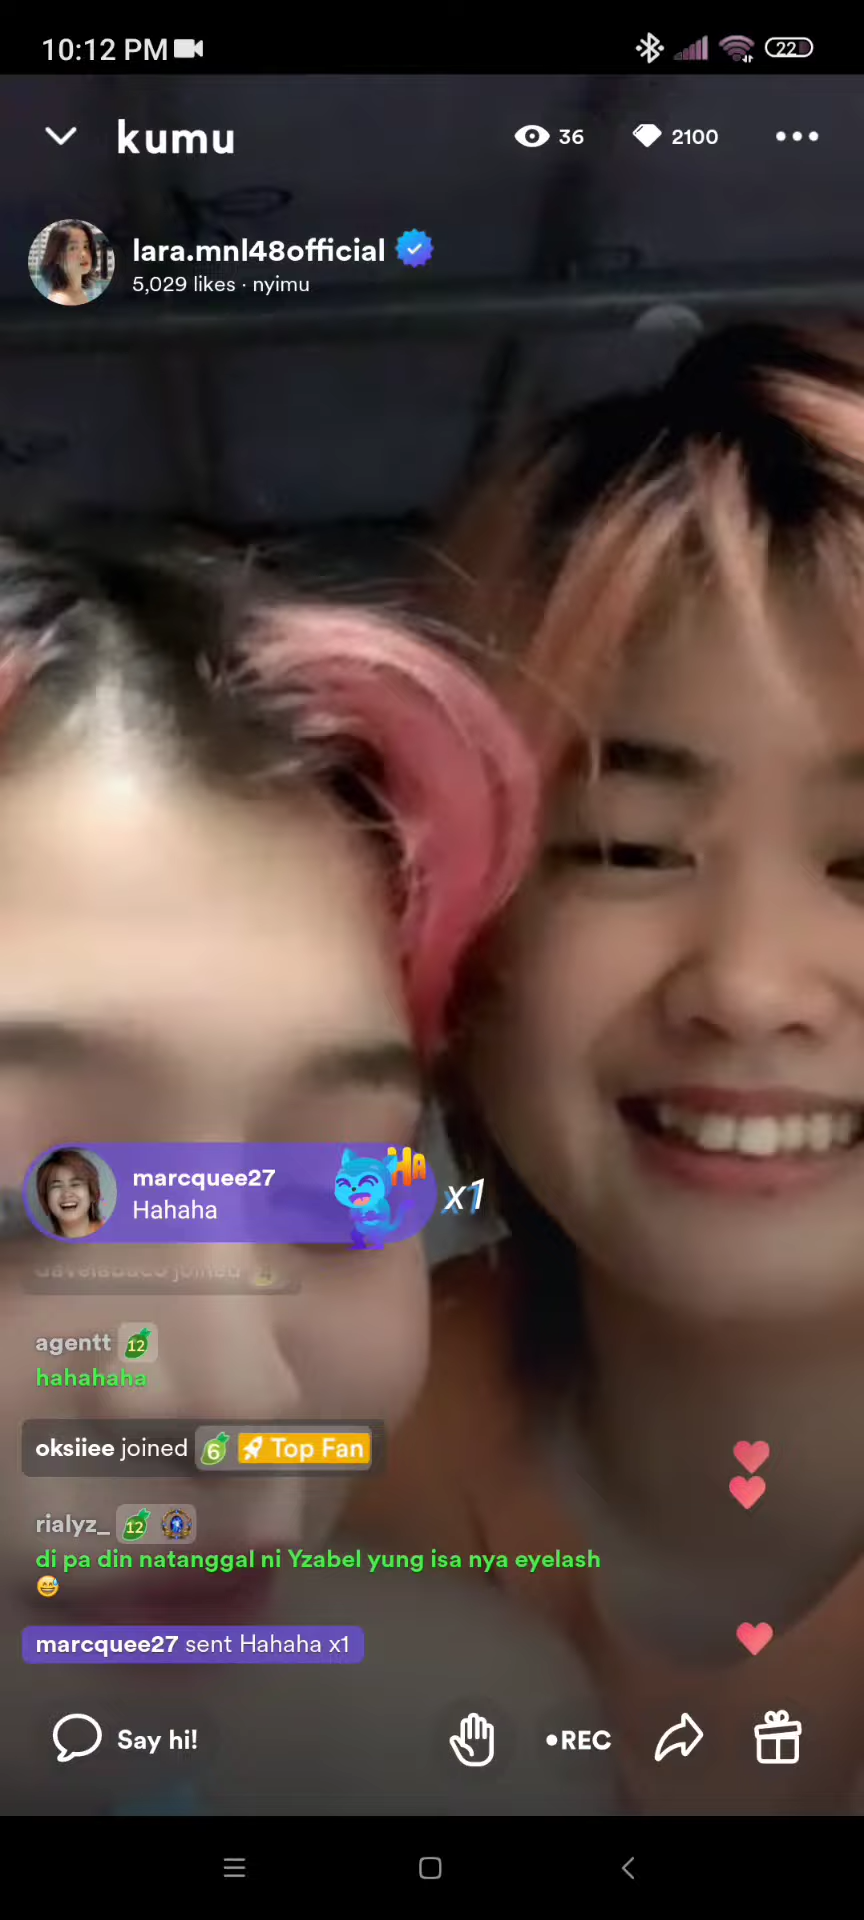 10:12 PM
22
kumu
36
2100
lara.mnl48official
5,029 likes · nyimu
marcquee27
Hahaha
HA
x1
joined
agentt 12
hahahaha
oksiiee joined 6 Top Fan
rialyz_ 12
di pa din natanggal ni Yzabel yung isa nya eyelash
marcquee27 sent Hahaha x1
Say hi!
REC